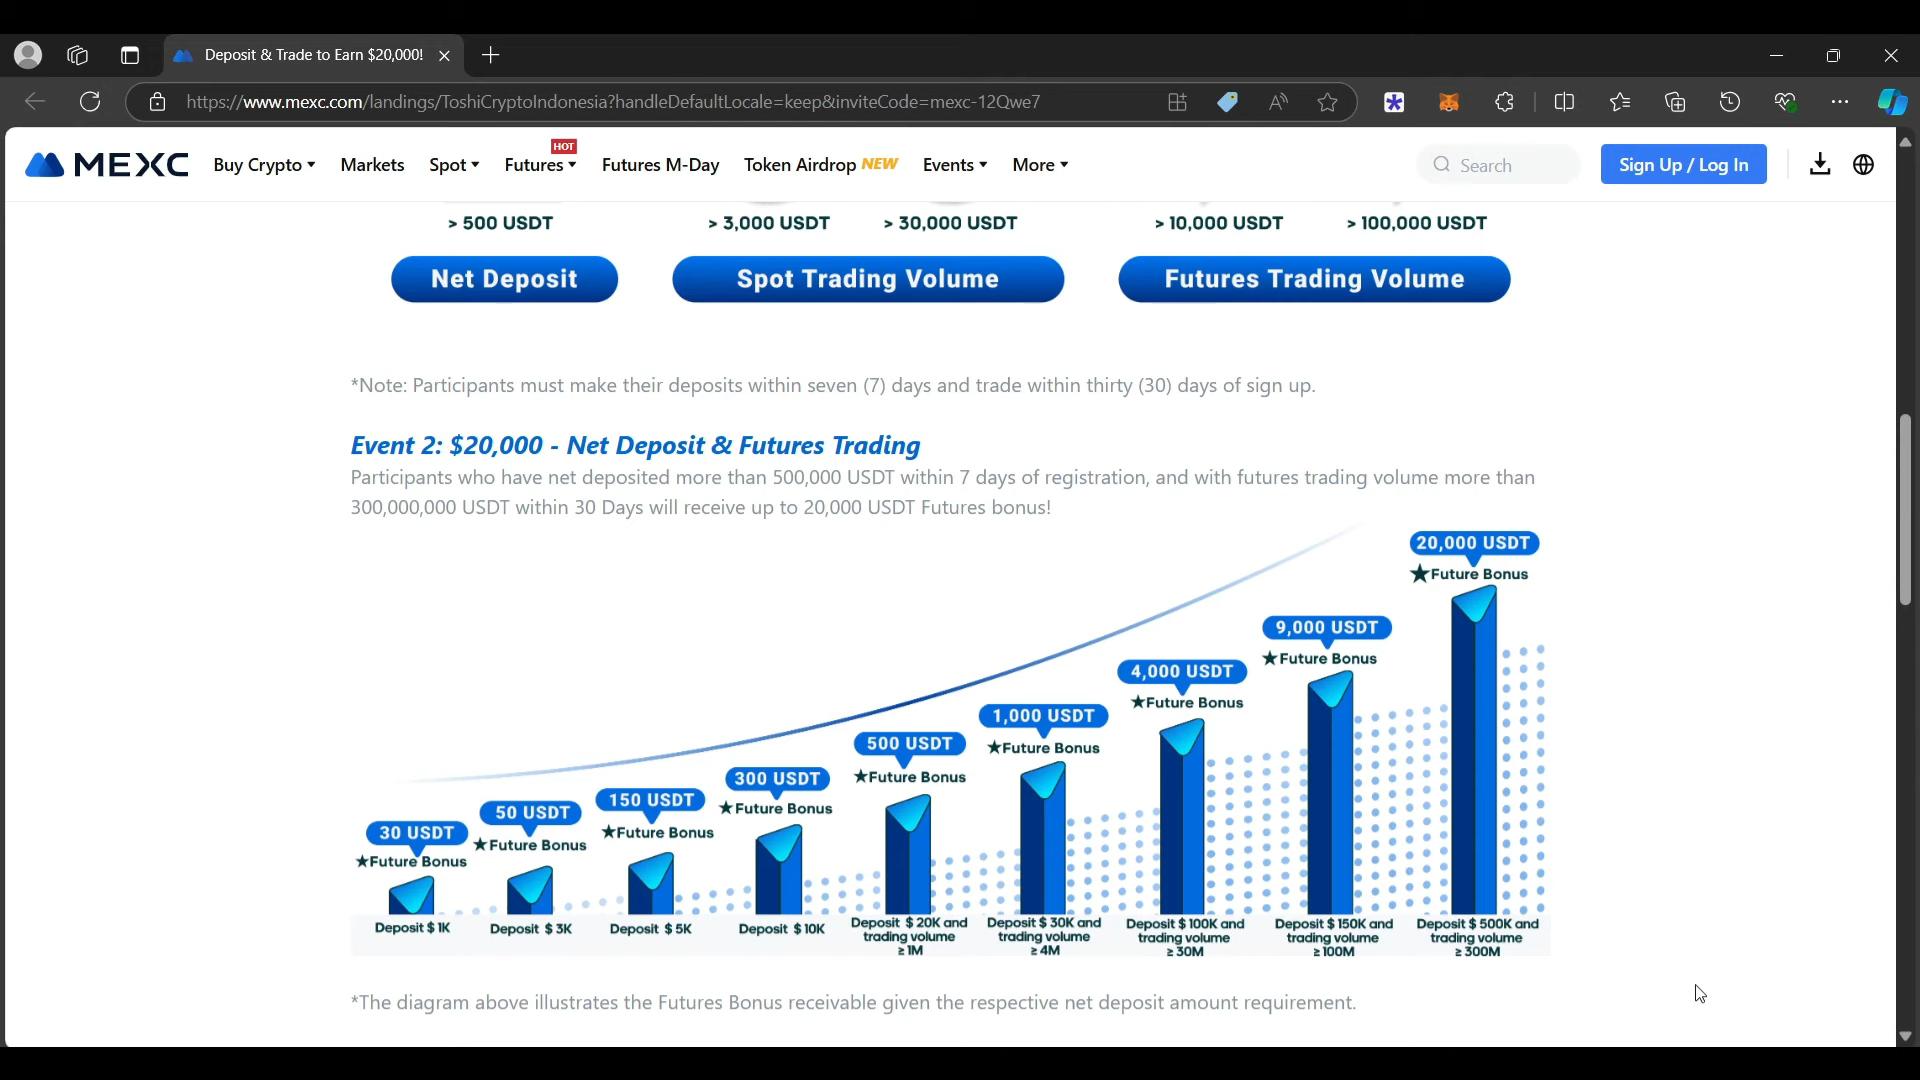 Deposit & Trade to Earn $20,000!
https://www.mexc.com/landings/ToshiCryptoIndonesia?handleDefaultLocale=keep&inviteCode=mexc-12Qwe7
MEXC Buy Crypto Markets Spot Futures HOT Futures M-Day Token Airdrop NEW Events More Search Sign Up / Log In
> 500 USDT > 3,000 USDT > 30,000 USDT > 10,000 USDT > 100,000 USDT
Net Deposit Spot Trading Volume Futures Trading Volume
*Note: Participants must make their deposits within seven (7) days and trade within thirty (30) days of sign up.
Event 2: $20,000 - Net Deposit & Futures Trading
Participants who have net deposited more than 500,000 USDT within 7 days of registration, and with futures trading volume more than
300,000,000 USDT within 30 Days will receive up to 20,000 USDT Futures bonus!
30 USDT
★Future Bonus
Deposit $ 1K
50 USDT
★Future Bonus
Deposit $ 3K
150 USDT
★Future Bonus
Deposit $ 5K
300 USDT
★Future Bonus
Deposit $ 10K
500 USDT
★Future Bonus
Deposit $ 20K and
trading volume
≥ 1M
1,000 USDT
★Future Bonus
Deposit $ 30K and
trading volume
≥ 4M
4,000 USDT
★Future Bonus
Deposit $ 100K and
trading volume
≥ 30M
9,000 USDT
★Future Bonus
Deposit $ 150K and
trading volume
≥ 100M
20,000 USDT
★Future Bonus
Deposit $ 500K and
trading volume
≥ 300M
*The diagram above illustrates the Futures Bonus receivable given the respective net deposit amount requirement.